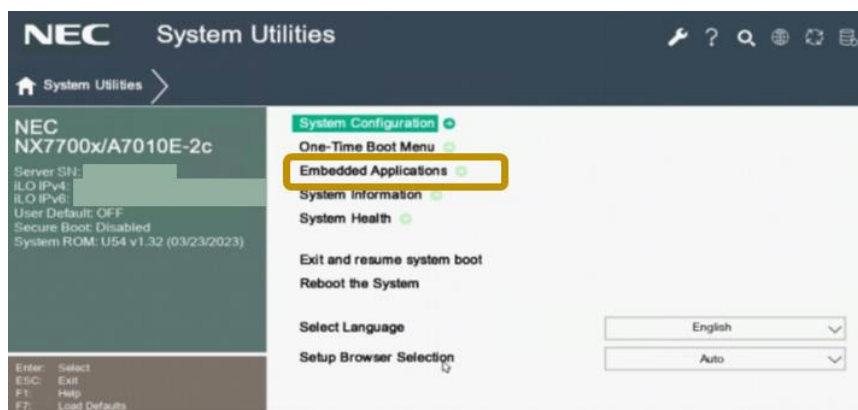 NEC System Utilities
System Utilities
NEC
NX7700x/A7010E-2c
Server SN:
iLO IPv4:
iLO IPv6:
User Default: OFF
Secure Boot: Disabled
System ROM: U54 v1.32 (03/23/2023)
Enter: Select
ESC: Exit
F1: Help
F7: Load Defaults
System Configuration
One-Time Boot Menu
Embedded Applications
System Information
System Health
Exit and resume system boot
Reboot the System
Select Language English
Setup Browser Selection Auto